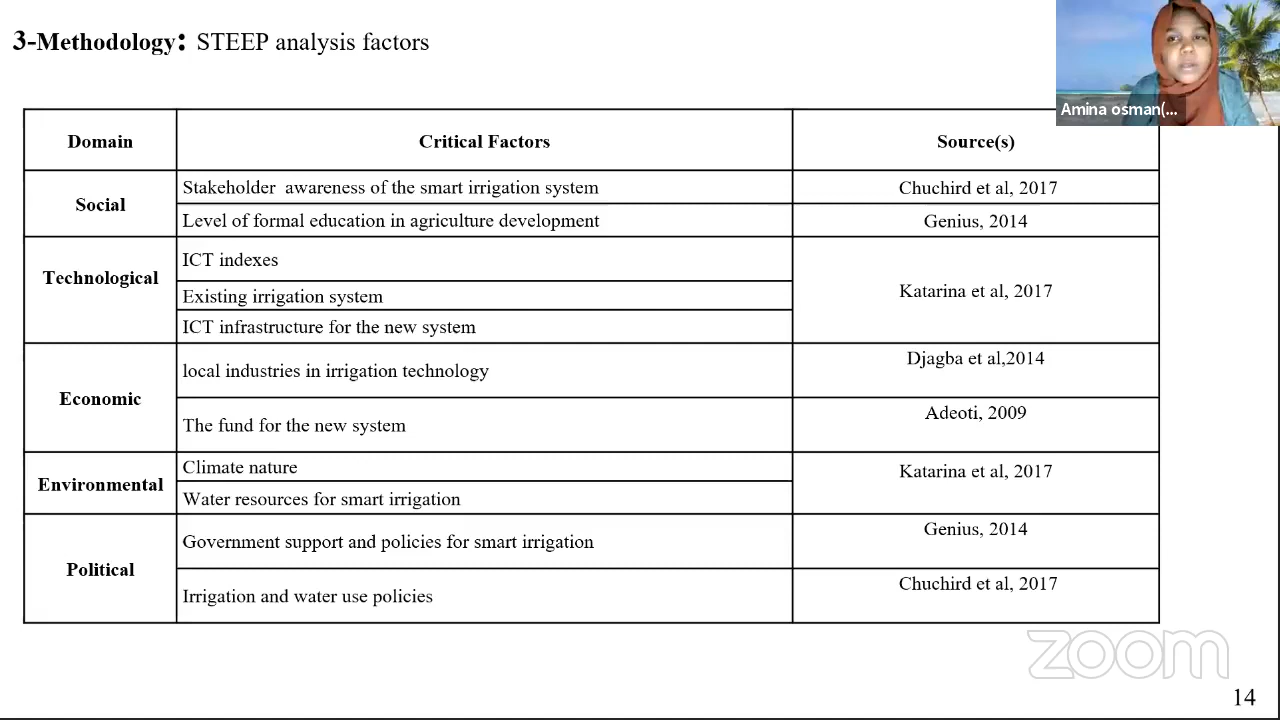 3-Methodology: STEEP analysis factors
Amina osman(...
Domain
Critical Factors
Source(s)
Social
Stakeholder awareness of the smart irrigation system
Chuchird et al, 2017
Level of formal education in agriculture development
Genius, 2014
Technological
ICT indexes
Existing irrigation system
ICT infrastructure for the new system
Katarina et al, 2017
Economic
local industries in irrigation technology
Djagba et al,2014
The fund for the new system
Adeoti, 2009
Environmental
Climate nature
Water resources for smart irrigation
Katarina et al, 2017
Political
Government support and policies for smart irrigation
Genius, 2014
Irrigation and water use policies
Chuchird et al, 2017
zoom
14